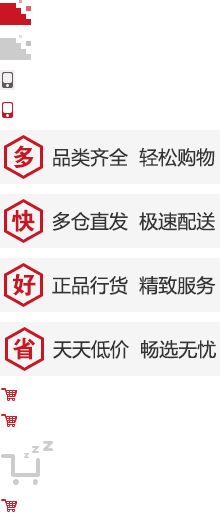 多 品类齐全 轻松购物
快 多仓直发 极速配送
好 正品行货 精致服务
省 天天低价 畅选无忧
z z z